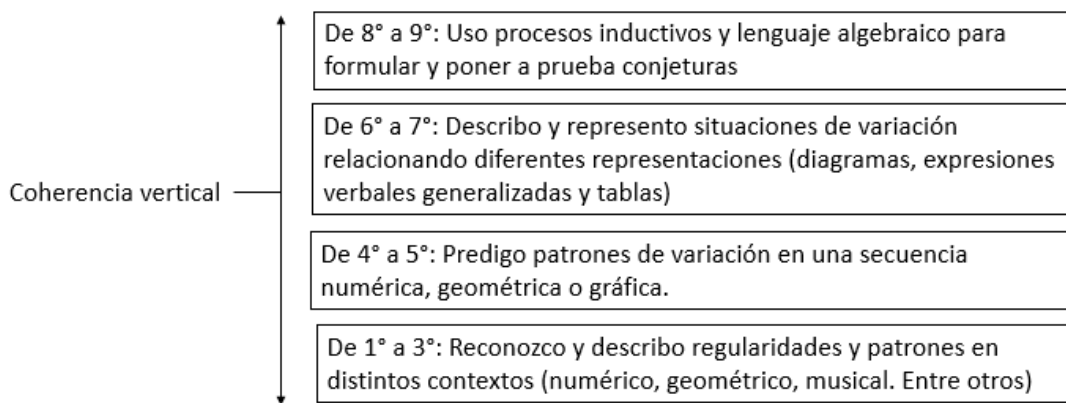 De 8° a 9°: Uso procesos inductivos y lenguaje algebraico para
formular y poner a prueba conjeturas
De 6° a 7°: Describo y represento situaciones de variación
relacionando diferentes representaciones (diagramas, expresiones
verbales generalizadas y tablas)
Coherencia vertical
De 4° a 5°: Predigo patrones de variación en una secuencia
numérica, geométrica o gráfica.
De 1° a 3°: Reconozco y describo regularidades y patrones en
distintos contextos (numérico, geométrico, musical. Entre otros)